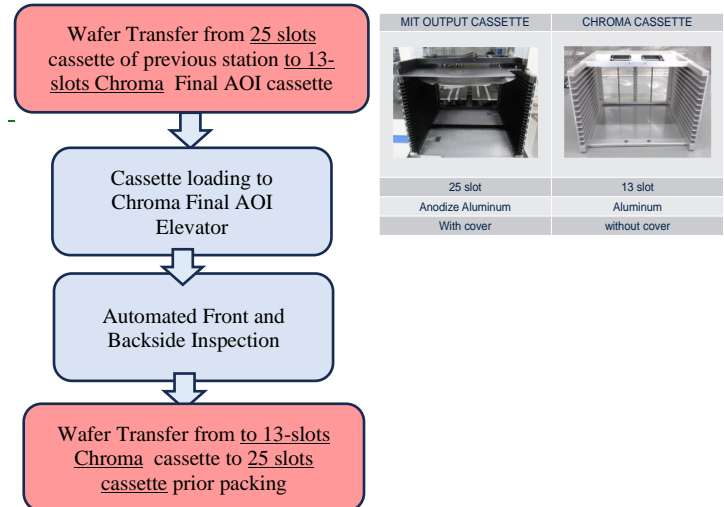 Wafer Transfer from 25 slots
cassette of previous station to 13-
slots Chroma Final AOI cassette
Cassette loading to
Chroma Final AOI
Elevator
Automated Front and
Backside Inspection
Wafer Transfer from to 13-slots
Chroma cassette to 25 slots
cassette prior packing
MIT OUTPUT CASSETTE CHROMA CASSETTE
25 slot 13 slot
Anodize Aluminum Aluminum
With cover without cover